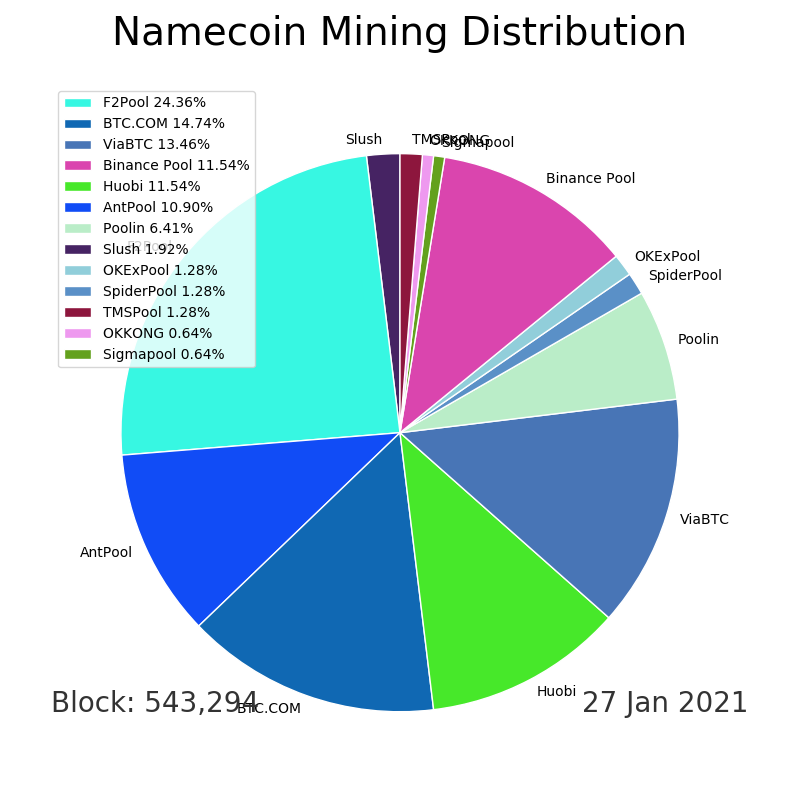 Namecoin Mining Distribution
F2Pool 24.36%
BTC.COM 14.74%
ViaBTC 13.46%
Binance Pool 11.54%
Huobi 11.54%
AntPool 10.90%
Poolin 6.41%
Slush 1.92%
OKExPool 1.28%
SpiderPool 1.28%
TMSPool 1.28%
OKKONG 0.64%
Sigmapool 0.64%
Slush
TMSPool
OKKONG
Sigmapool
Binance Pool
OKExPool
SpiderPool
Poolin
ViaBTC
Huobi
BTC.COM
AntPool
F2Pool
Block: 543,294
27 Jan 2021